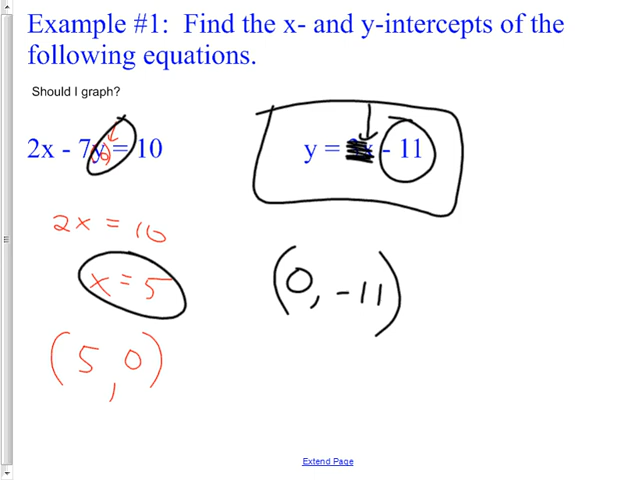 Example #1: Find the x- and y-intercepts of the
following equations.
Should I graph?
2x - 7y = 10
y = x - 11
2x = 10
x = 5
(5, 0)
(0, -11)
Extend Page